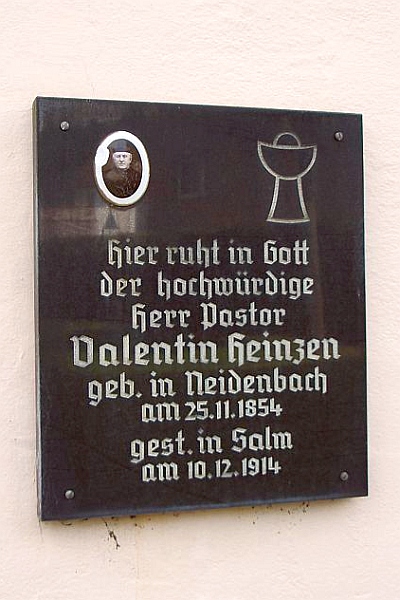 Hier ruht in Gott
der hochwürdige
Herr Pastor
Valentin Heinzen
geb. in Neidenbach
am 25.11.1854
gest. in Salm
am 10.12.1914